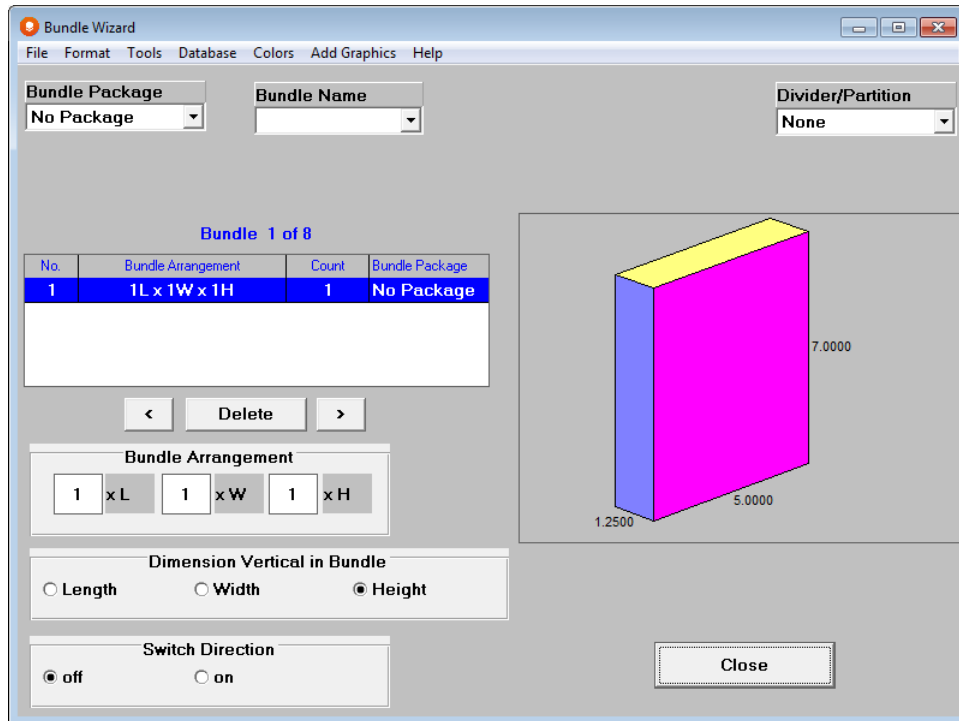 Bundle Wizard
File Format Tools Database Colors Add Graphics Help
Bundle Package Bundle Name Divider/Partition
No Package None
Bundle 1 of 8
No. Bundle Arrangement Count Bundle Package
1 1L x 1W x 1H 1 No Package
7.0000
5.0000
1.2500
< Delete >
Bundle Arrangement
1 x L 1 x W 1 x H
Dimension Vertical in Bundle
Length Width Height
Switch Direction
off on
Close